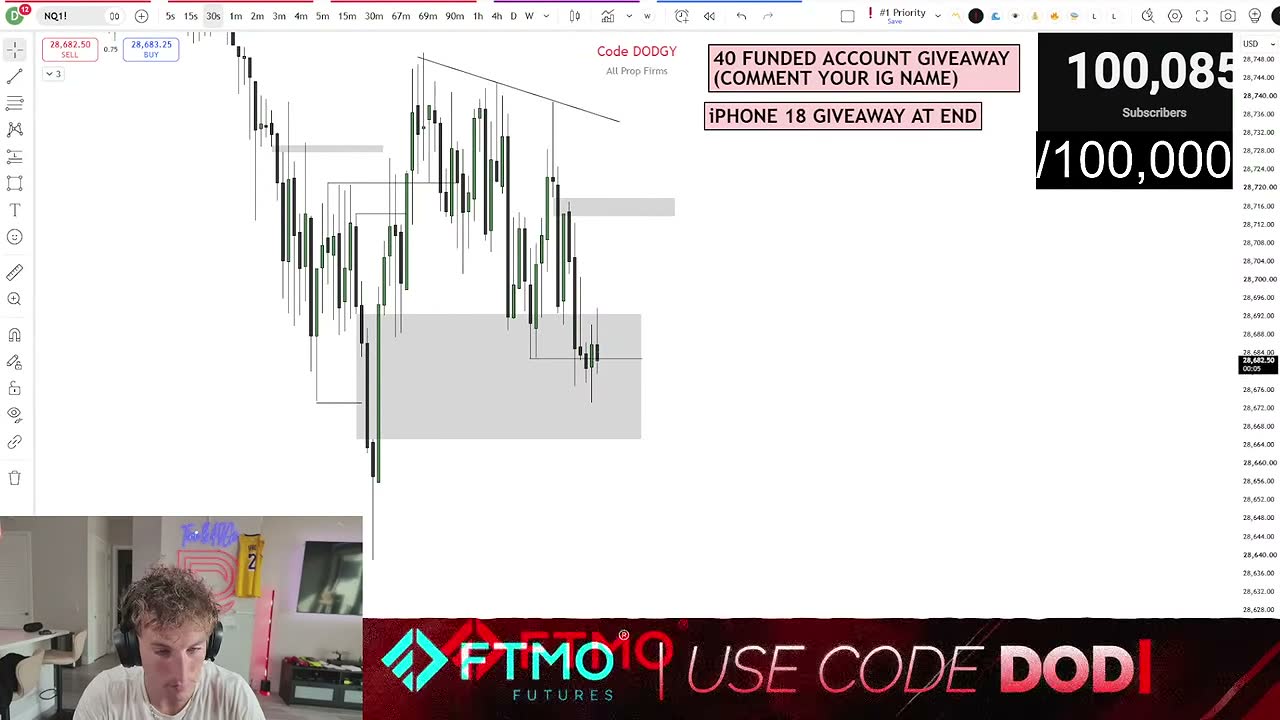 D 12 NQ1! 5s 15s 30s 1m 2m 3m 4m 5m 15m 30m 67m 69m 90m 1h 4h D W W #1 Priority
Save
L L
28,682.50
SELL
0.75
28,683.25
BUY
3
Code DODGY
All Prop Firms
40 FUNDED ACCOUNT GIVEAWAY
(COMMENT YOUR IG NAME)
iPHONE 18 GIVEAWAY AT END
100,085
Subscribers
/100,000
USD
28,748.00
28,744.00
28,740.00
28,736.00
28,732.00
28,728.00
28,724.00
28,720.00
28,716.00
28,712.00
28,708.00
28,704.00
28,700.00
28,696.00
28,692.00
28,688.00
28,684.00
28,682.50
00:05
28,676.00
28,672.00
28,668.00
28,664.00
28,660.00
28,656.00
28,652.00
28,648.00
28,644.00
28,640.00
28,636.00
28,632.00
28,628.00
2
FTMO® USE CODE DOD
FUTURES